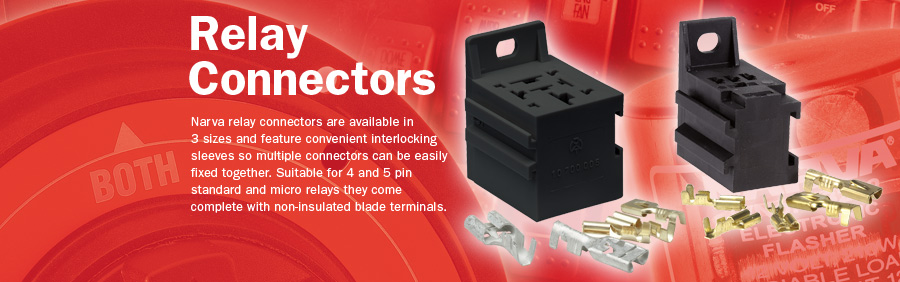 Relay
Connectors
Narva relay connectors are available in
3 sizes and feature convenient interlocking
sleeves so multiple connectors can be easily
fixed together. Suitable for 4 and 5 pin
standard and micro relays they come
complete with non-insulated blade terminals.
BOTH
FAN
OFF
ELECTRONIC
FLASHER